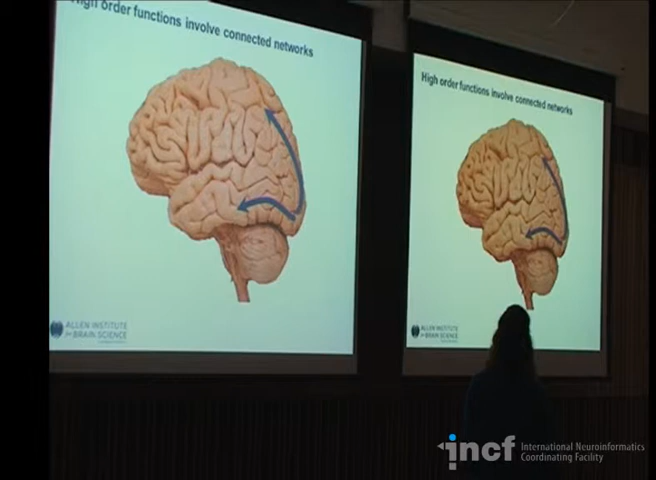 High order functions involve connected networks
ALLEN INSTITUTE
for BRAIN SCIENCE
High order functions involve connected networks
ALLEN INSTITUTE
for BRAIN SCIENCE
incf
International Neuroinformatics
Coordinating Facility